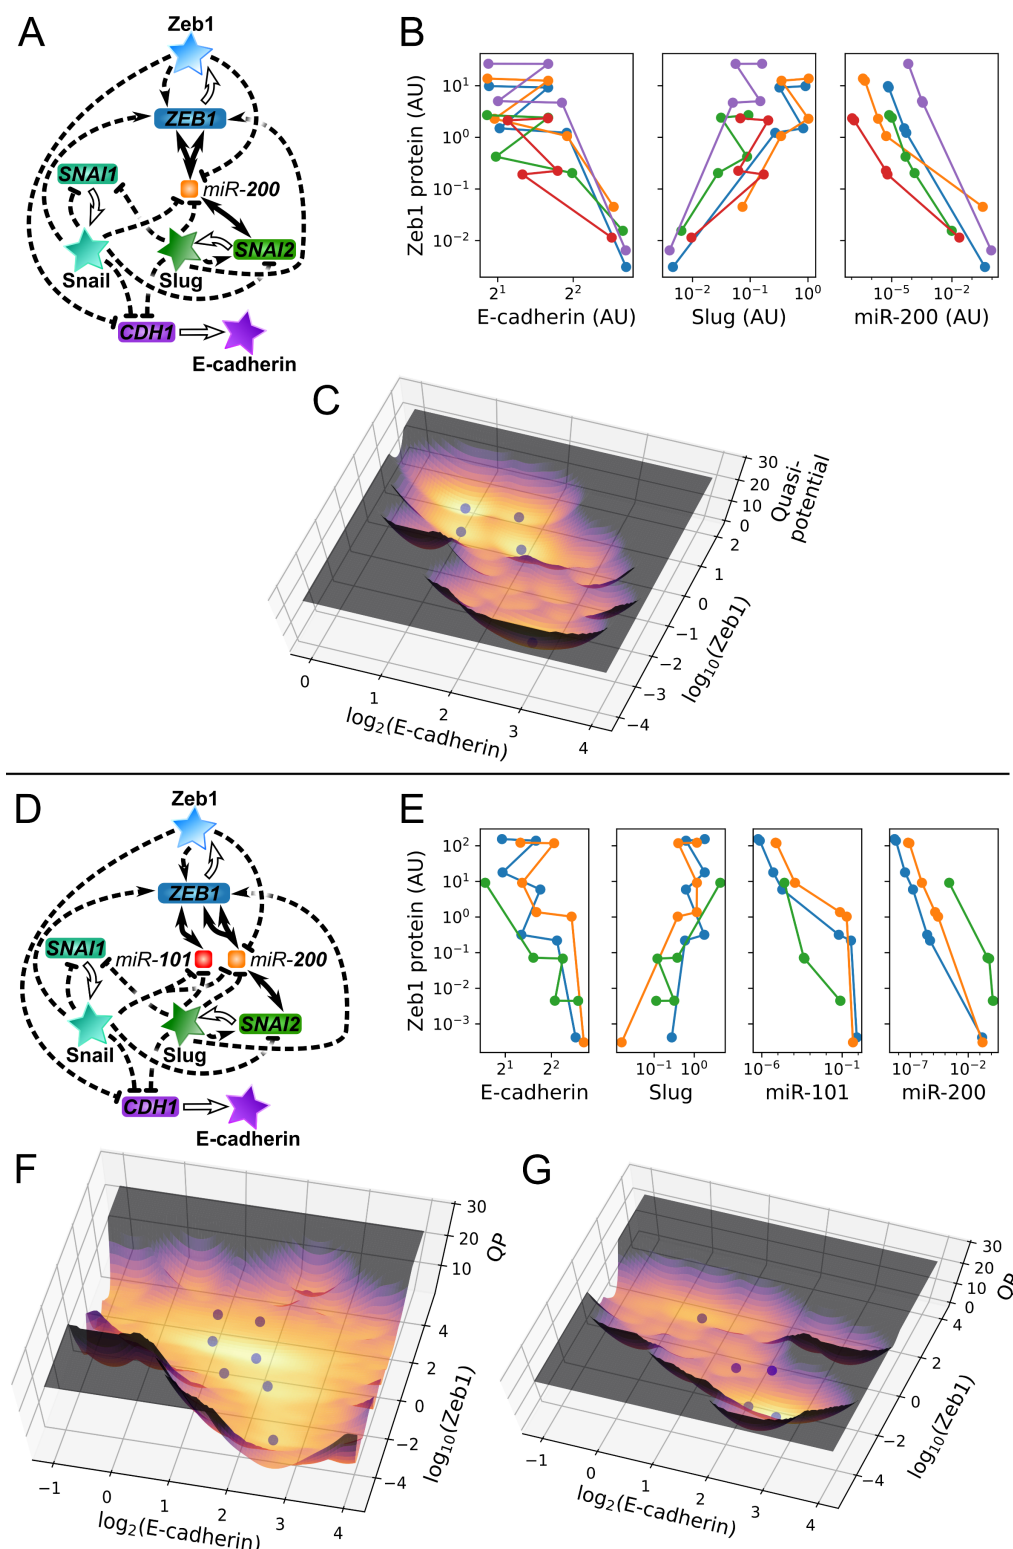 A
Zeb1
ZEB1
SNAI1
miR-200
SNAI2
Snail
Slug
CDH1
E-cadherin
B
Zeb1 protein (AU)
10¹
10⁰
10⁻¹
10⁻²
2¹
2²
E-cadherin (AU)
10⁻²
10⁻¹
10⁰
Slug (AU)
10⁻⁵
10⁻²
miR-200 (AU)
C
30
20
10
0
Quasi-
potential
2
1
0
−1
−2
−3
−4
log₁₀(Zeb1)
0
1
2
3
4
log₂(E-cadherin)
D
Zeb1
ZEB1
SNAI1
miR-101
miR-200
SNAI2
Snail
Slug
CDH1
E-cadherin
E
Zeb1 protein (AU)
10²
10¹
10⁰
10⁻¹
10⁻²
10⁻³
2¹
2²
E-cadherin
10⁻¹
10⁰
Slug
10⁻⁶
10⁻¹
miR-101
10⁻⁷
10⁻²
miR-200
F
30
20
10
QP
4
2
0
−2
−4
log₁₀(Zeb1)
−1
0
1
2
3
4
log₂(E-cadherin)
G
30
20
10
0
QP
4
2
0
−2
−4
log₁₀(Zeb1)
−1
0
1
2
3
4
log₂(E-cadherin)